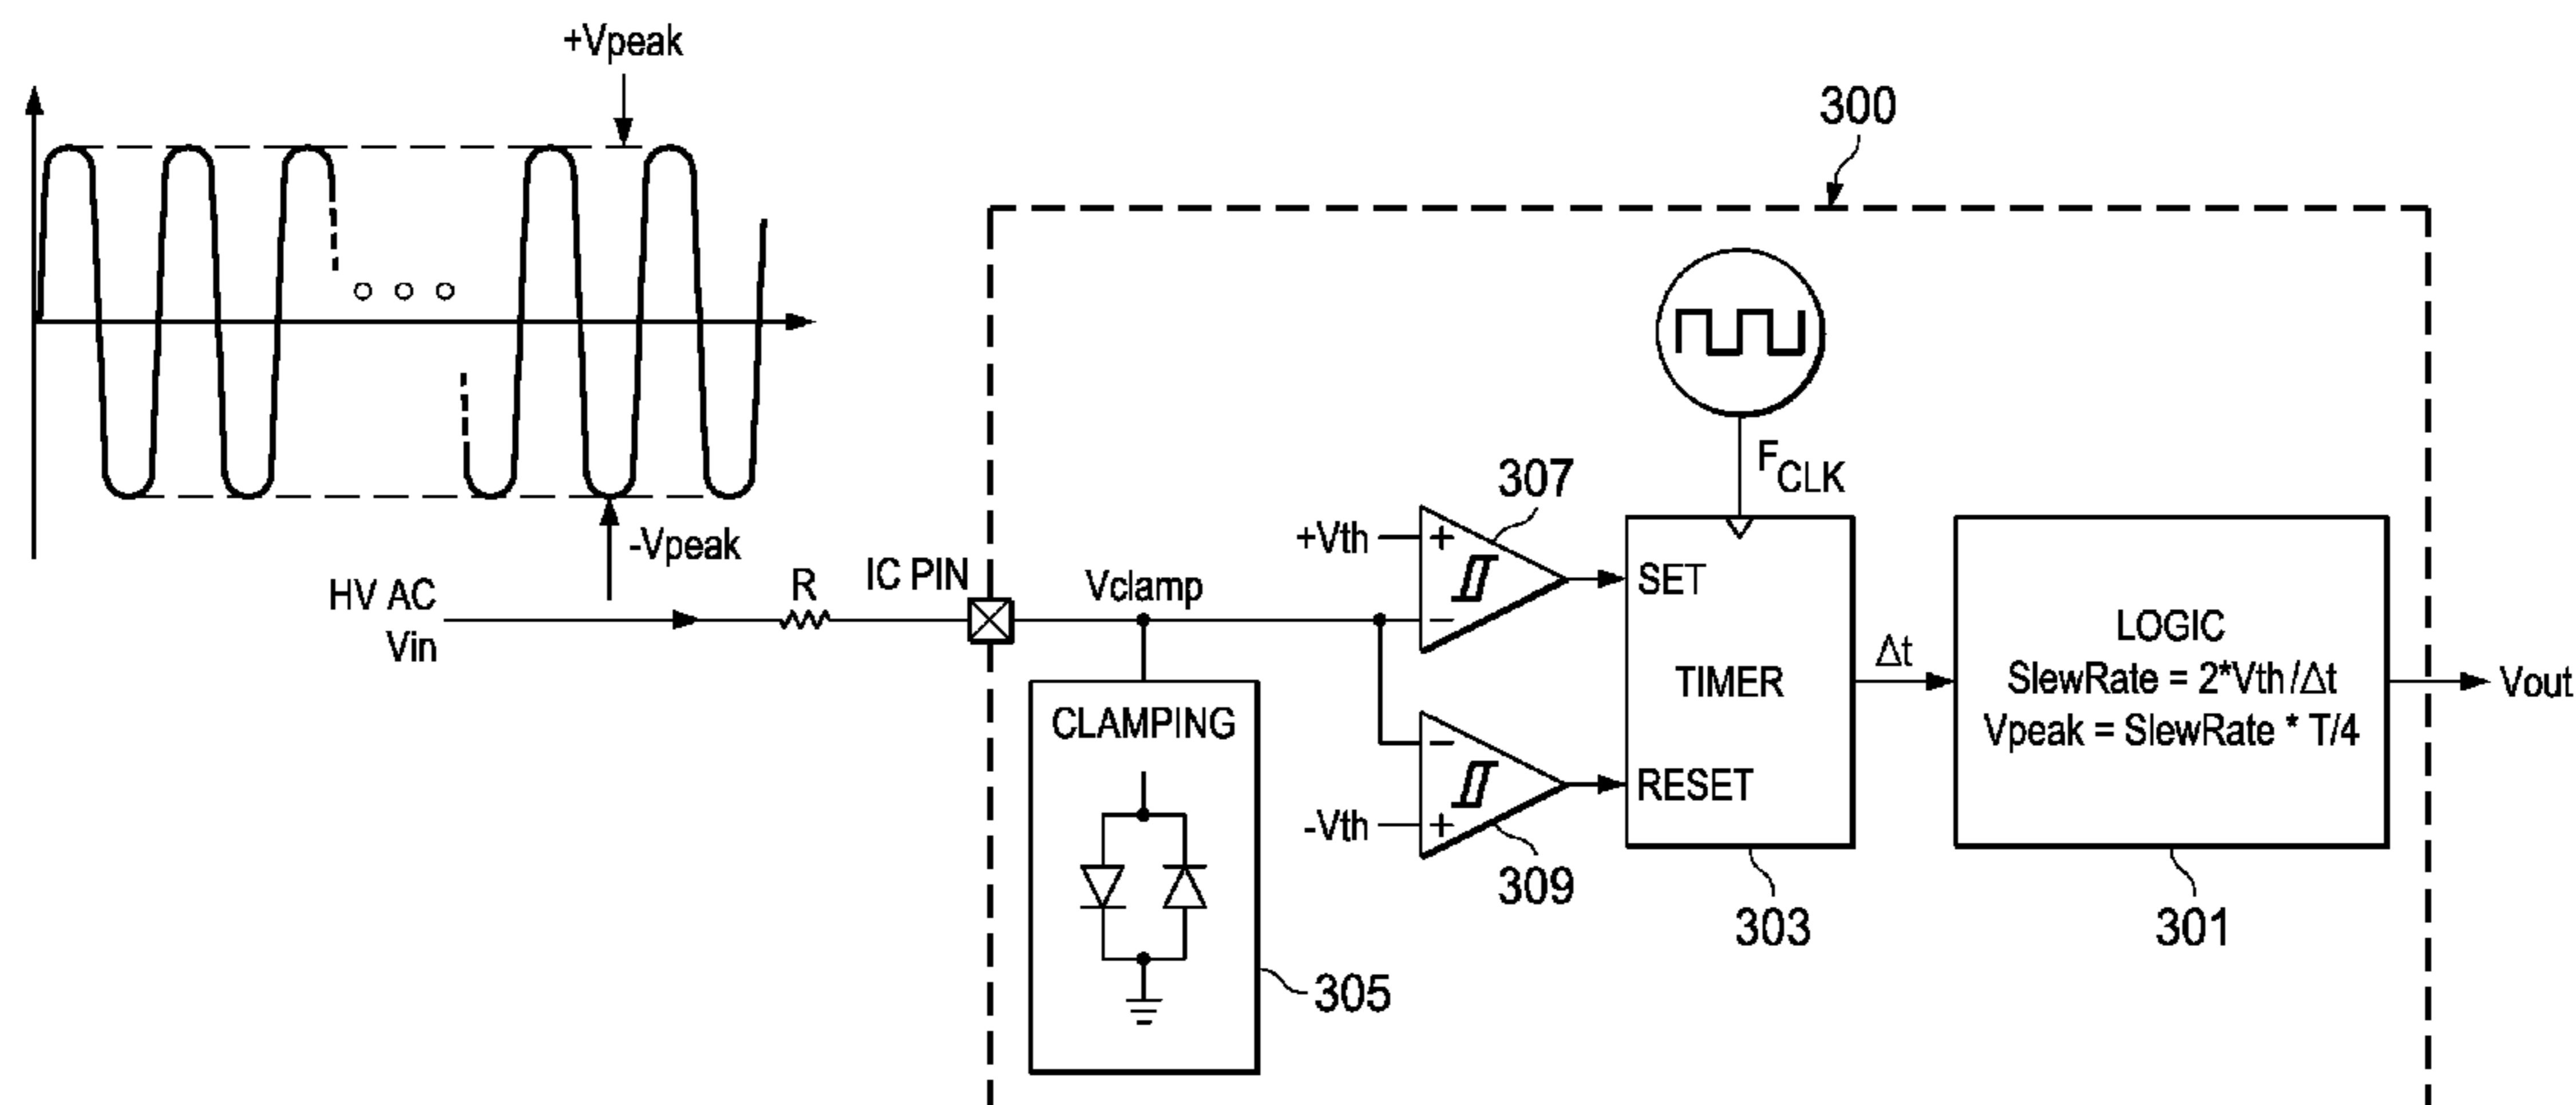 +Vpeak
300
-Vpeak
HV AC
Vin
R
IC PIN
Vclamp
CLAMPING
305
+Vth
+
−
307
−
-Vth
+
309
F CLK
SET
TIMER
RESET
303
Δt
LOGIC
SlewRate = 2*Vth/Δt
Vpeak = SlewRate * T/4
301
Vout